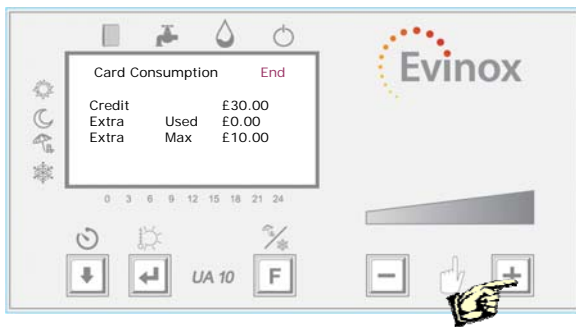 Evinox
Card Consumption End
Credit £30.00
Extra Used £0.00
Extra Max £10.00
0 3 6 9 12 15 18 21 24
UA 10 F